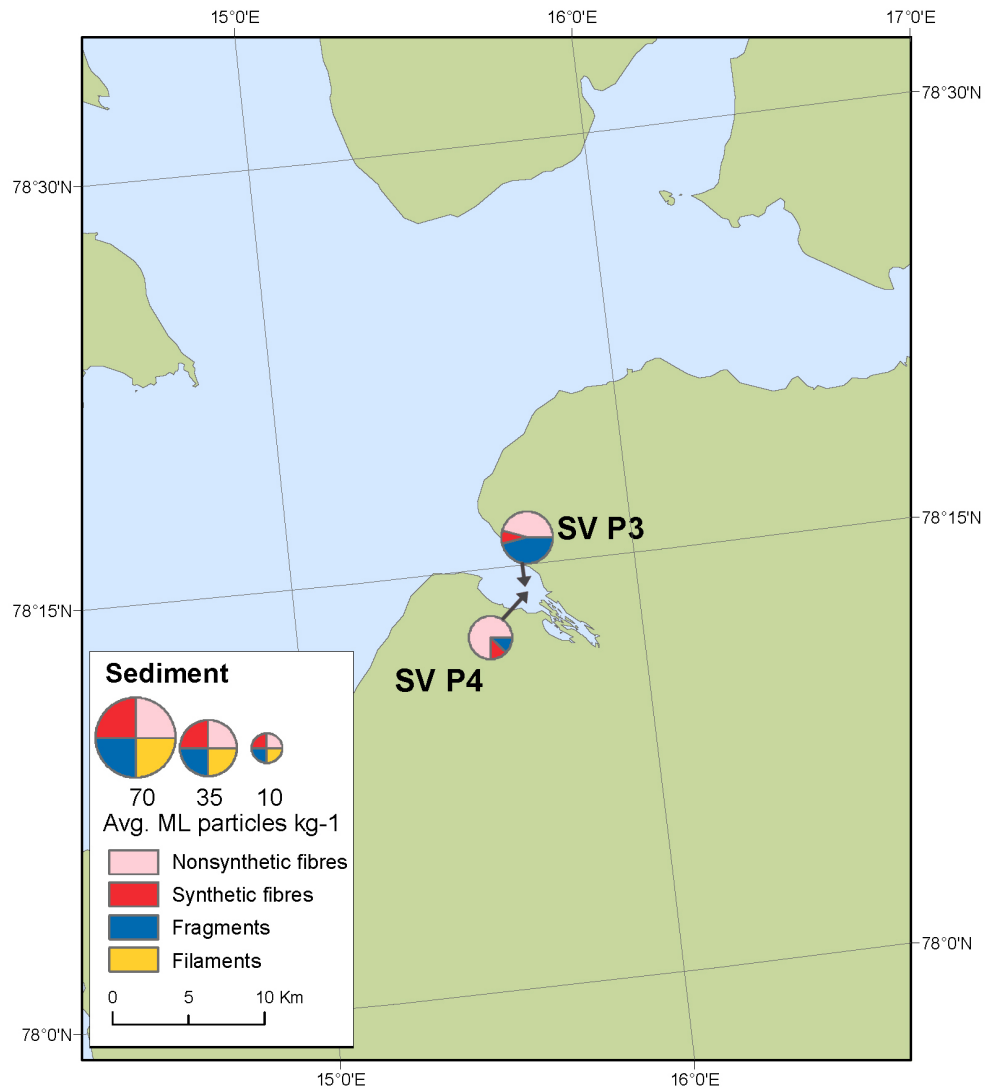 15°0'E 16°0'E 17°0'E
78°30'N
78°30'N
SV P3
78°15'N
78°15'N
SV P4
Sediment
70 35 10
Avg. ML particles kg-1
Nonsynthetic fibres
Synthetic fibres
Fragments
Filaments
0 5 10 Km
78°0'N
78°0'N
15°0'E 16°0'E